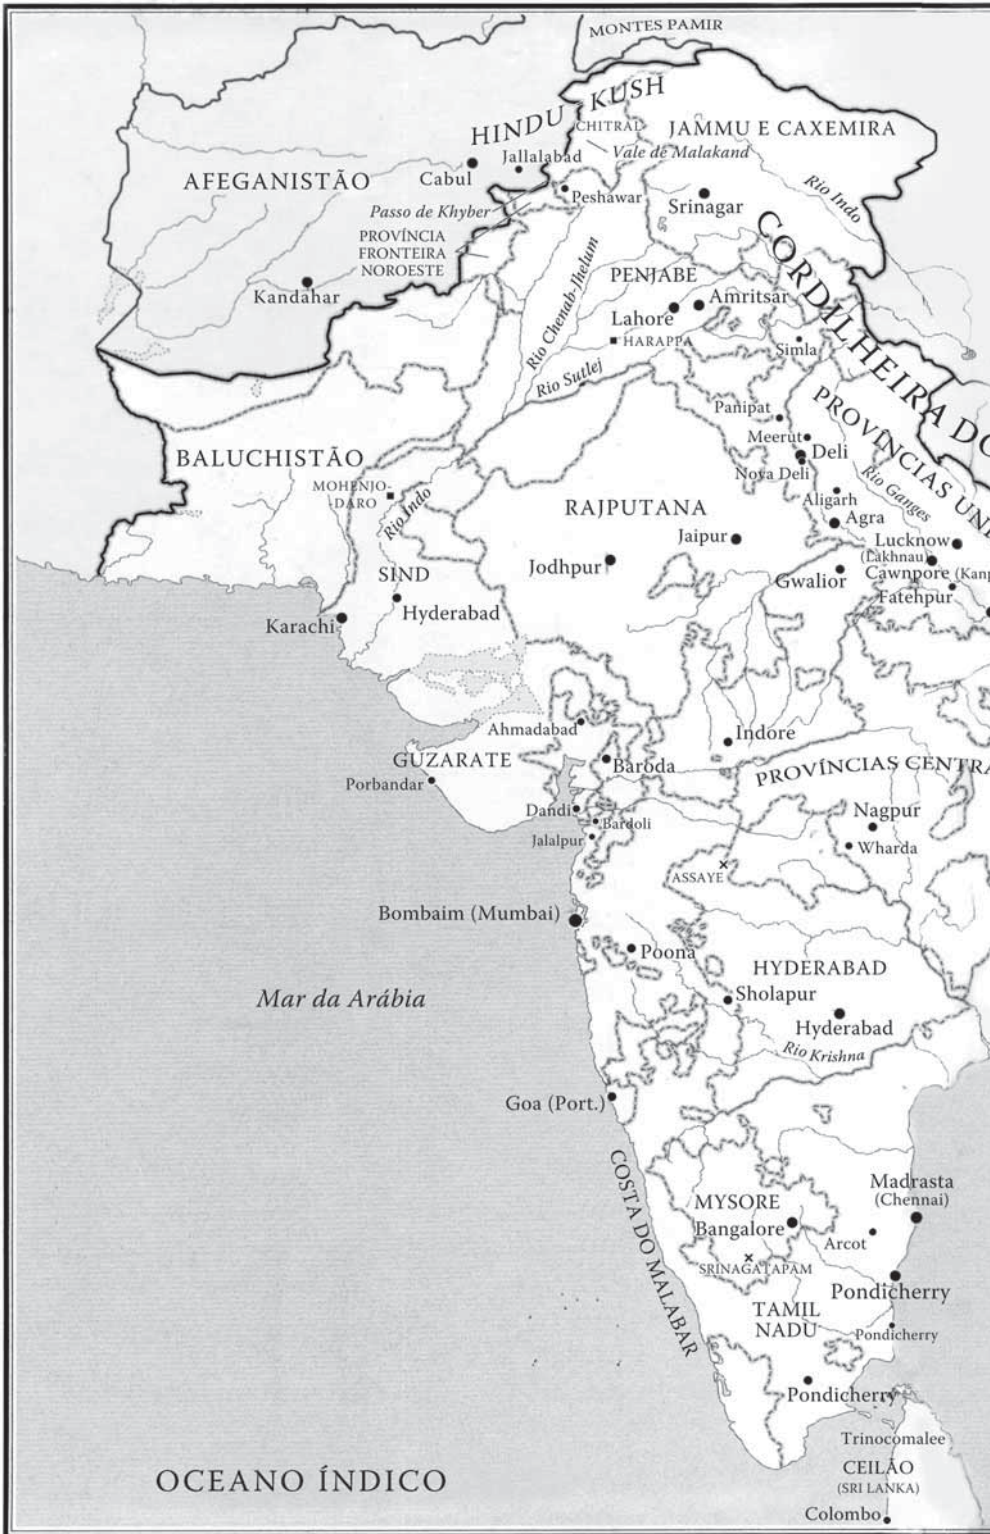 MONTES PAMIR
HINDU KUSH
CHITRAL
JAMMU E CAXEMIRA
Vale de Malakand
Jallalabad
Cabul
AFEGANISTÃO
Peshawar
Srinagar
Rio Indo
Passo de Khyber
PROVÍNCIA
FRONTEIRA
NOROESTE
CORDILHEIRA DO
Kandahar
PENJABE
Rio Chenab-Jhelum
Amritsar
Lahore
HARAPPA
Simla
Rio Sutlej
PROVÍNCIAS UNI
Panipat
Meerut
Deli
Nova Deli
BALUCHISTÃO
MOHENJO-
-DARO
Rio Indo
Rio Ganges
Aligarh
RAJPUTANA
Agra
Jaipur
Lucknow
(Lakhnau)
Jodhpur
SIND
Gwalior
Cawnpore (Kanp
Fatehpur
Hyderabad
Karachi
Ahmadabad
Indore
GUZARATE
Baroda
PROVÍNCIAS CENTRA
Porbandar
Dandi
Bardoli
Nagpur
Jalalpur
Wharda
ASSAYE
Bombaim (Mumbai)
Poona
HYDERABAD
Mar da Arábia
Sholapur
Hyderabad
Rio Krishna
Goa (Port.)
COSTA DO MALABAR
Madrasta
(Chennai)
MYSORE
Bangalore
Arcot
SRINAGATAPAM
Pondicherry
TAMIL
NADU
Pondicherry
Pondicherry
Trinocomalee
CEILÃO
(SRI LANKA)
OCEANO ÍNDICO
Colombo